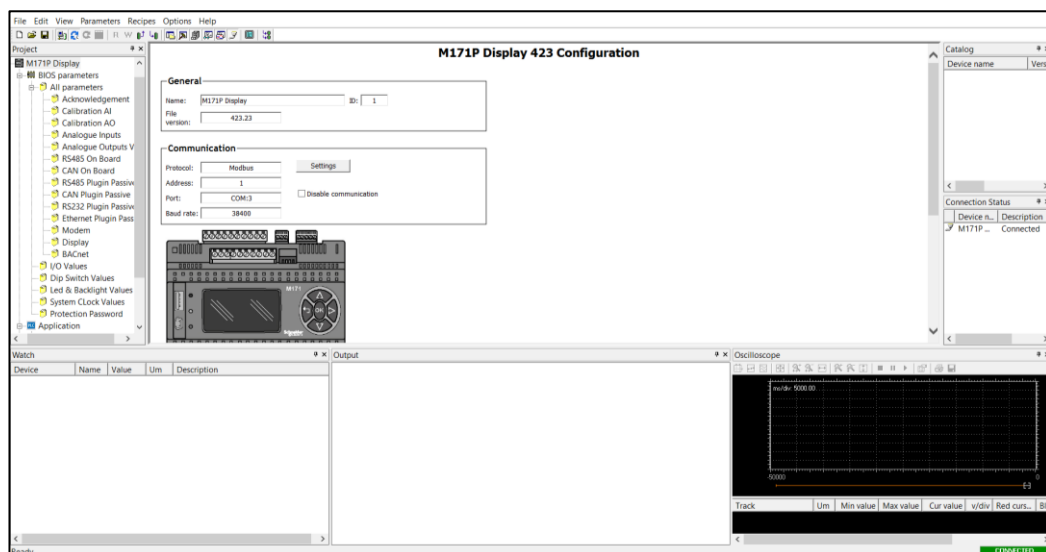 File Edit View Parameters Recipes Options Help
Project
M171P Display
BIOS parameters
All parameters
Acknowledgement
Calibration AI
Calibration AO
Analogue Inputs
Analogue Outputs V
RS485 On Board
CAN On Board
RS485 Plugin Passive
CAN Plugin Passive
RS232 Plugin Passive
Ethernet Plugin Pass
Modem
Display
BACnet
I/O Values
Dip Switch Values
Led & Backlight Values
System CLock Values
Protection Password
Application
M171P Display 423 Configuration
General
Name: M171P Display ID: 1
File version: 423.23
Communication
Protocol: Modbus Settings
Address: 1
Disable communication
Port: COM:3
Baud rate: 38400
M171
OK
Schneider
Catalog
Device name Vers
Connection Status
Device n... Description
M171P ... Connected
Watch
Device Name Value Um Description
Output
Oscilloscope
ms/div: 5000.00
-50000 0
Track Um Min value Max value Cur value v/div Red curs... Bl
Ready
CONNECTED